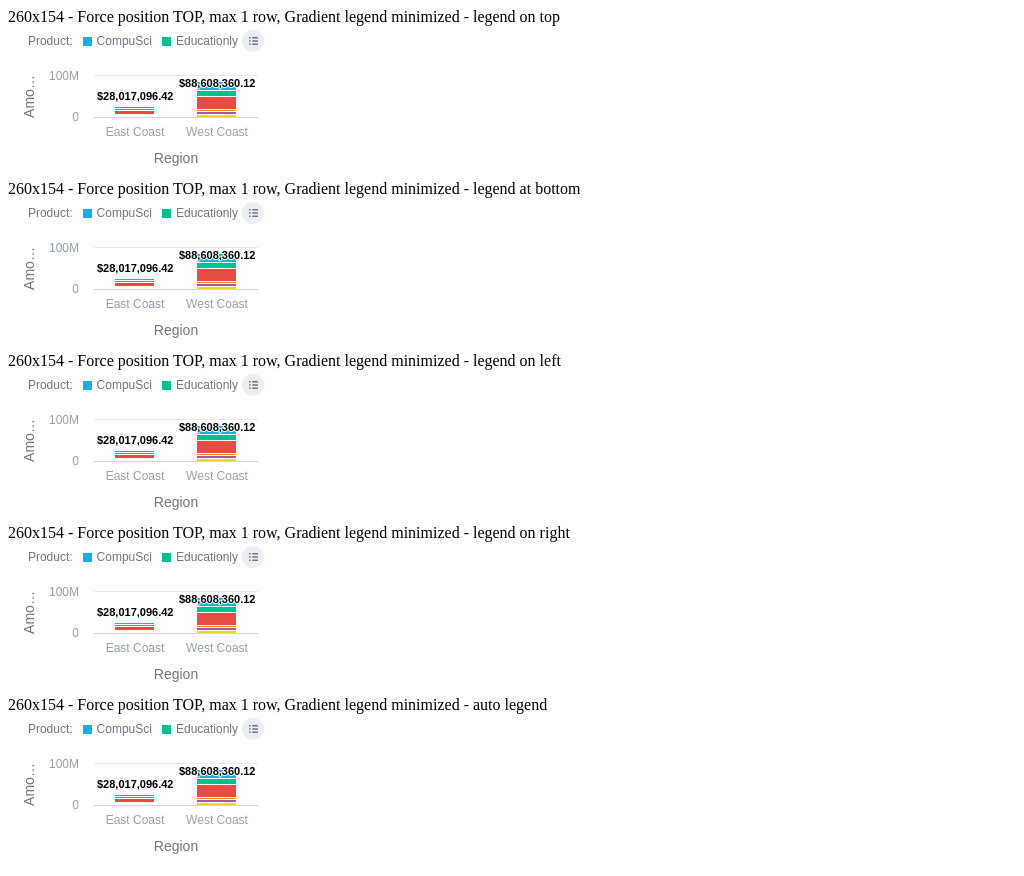 260x154 - Force position TOP, max 1 row, Gradient legend minimized - legend on top
Product: CompuSci Educationly
100M
$88,608,360.12
$28,017,096.42
Amo…
0
East Coast West Coast
Region
260x154 - Force position TOP, max 1 row, Gradient legend minimized - legend at bottom
Product: CompuSci Educationly
100M
$88,608,360.12
$28,017,096.42
Amo…
0
East Coast West Coast
Region
260x154 - Force position TOP, max 1 row, Gradient legend minimized - legend on left
Product: CompuSci Educationly
100M
$88,608,360.12
$28,017,096.42
Amo…
0
East Coast West Coast
Region
260x154 - Force position TOP, max 1 row, Gradient legend minimized - legend on right
Product: CompuSci Educationly
100M
$88,608,360.12
$28,017,096.42
Amo…
0
East Coast West Coast
Region
260x154 - Force position TOP, max 1 row, Gradient legend minimized - auto legend
Product: CompuSci Educationly
100M
$88,608,360.12
$28,017,096.42
Amo…
0
East Coast West Coast
Region